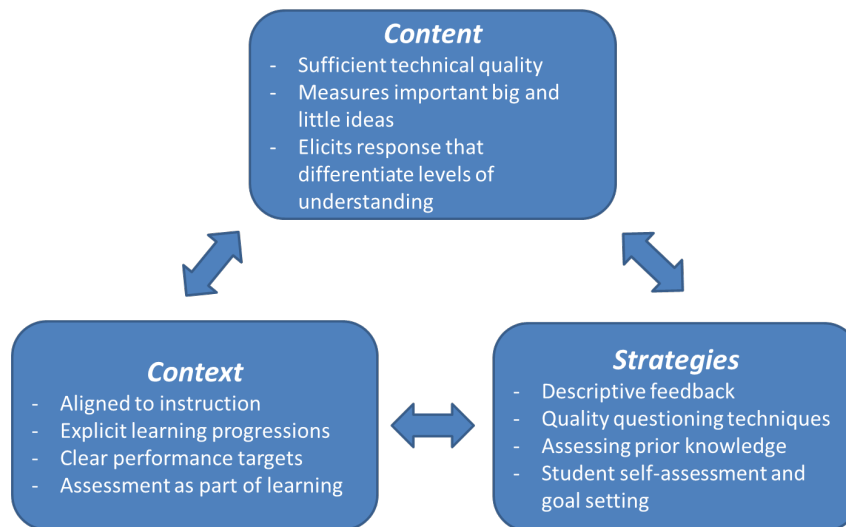 Content
- Sufficient technical quality
- Measures important big and
little ideas
- Elicits response that
differentiate levels of
understanding
Context
- Aligned to instruction
- Explicit learning progressions
- Clear performance targets
- Assessment as part of learning
Strategies
- Descriptive feedback
- Quality questioning techniques
- Assessing prior knowledge
- Student self-assessment and
goal setting